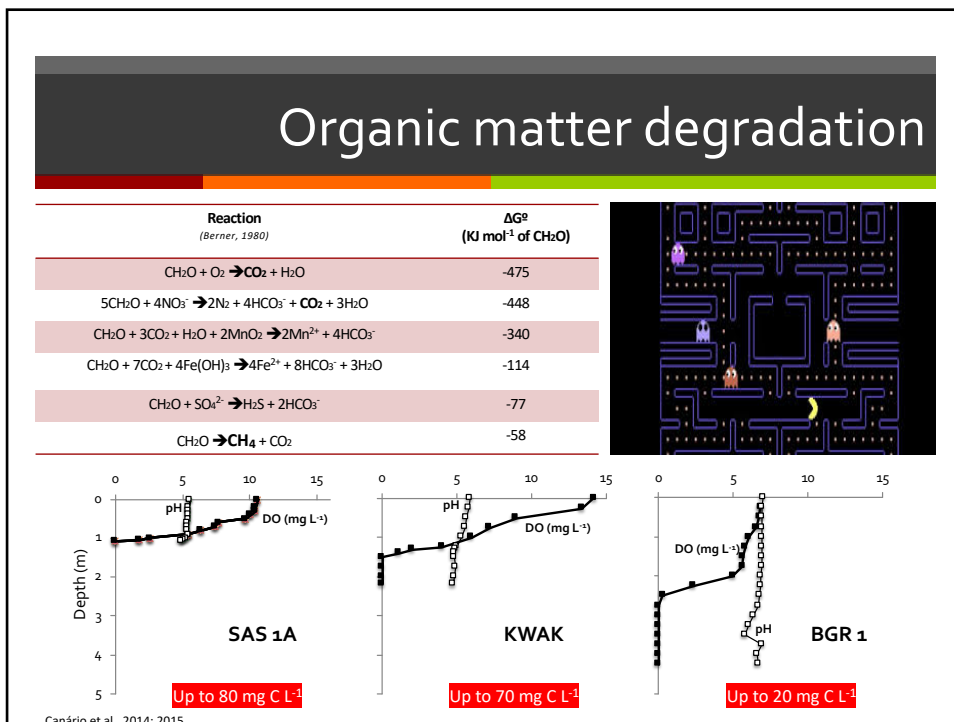 Organic matter degradation
Reaction
(Berner, 1980)
ΔGº
(KJ mol⁻¹ of CH₂O)
CH₂O + O₂ ➔CO₂ + H₂O
-475
5CH₂O + 4NO₃⁻ ➔2N₂ + 4HCO₃⁻ + CO₂ + 3H₂O
-448
CH₂O + 3CO₂ + H₂O + 2MnO₂ ➔2Mn²⁺ + 4HCO₃⁻
-340
CH₂O + 7CO₂ + 4Fe(OH)₃ ➔4Fe²⁺ + 8HCO₃⁻ + 3H₂O
-114
CH₂O + SO₄²⁻ ➔H₂S + 2HCO₃⁻
-77
CH₂O ➔CH₄ + CO₂
-58
0 5 10 15
0
1
2
3
4
5
Depth (m)
pH
DO (mg L⁻¹)
SAS 1A
Up to 80 mg C L⁻¹
0 5 10 15
pH
DO (mg L⁻¹)
KWAK
Up to 70 mg C L⁻¹
0 5 10 15
DO (mg L⁻¹)
pH
BGR 1
Up to 20 mg C L⁻¹
Canário et al., 2014; 2015